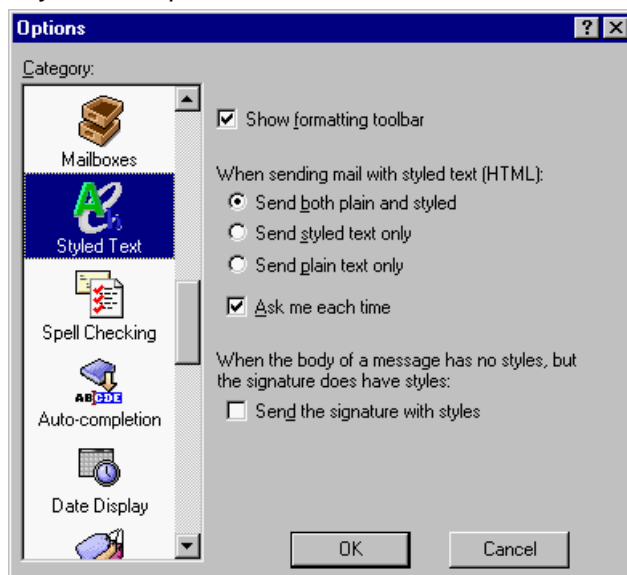 Options
Category:
Mailboxes
Styled Text
Spell Checking
Auto-completion
Date Display
Show formatting toolbar
When sending mail with styled text (HTML):
Send both plain and styled
Send styled text only
Send plain text only
Ask me each time
When the body of a message has no styles, but
the signature does have styles:
Send the signature with styles
OK
Cancel